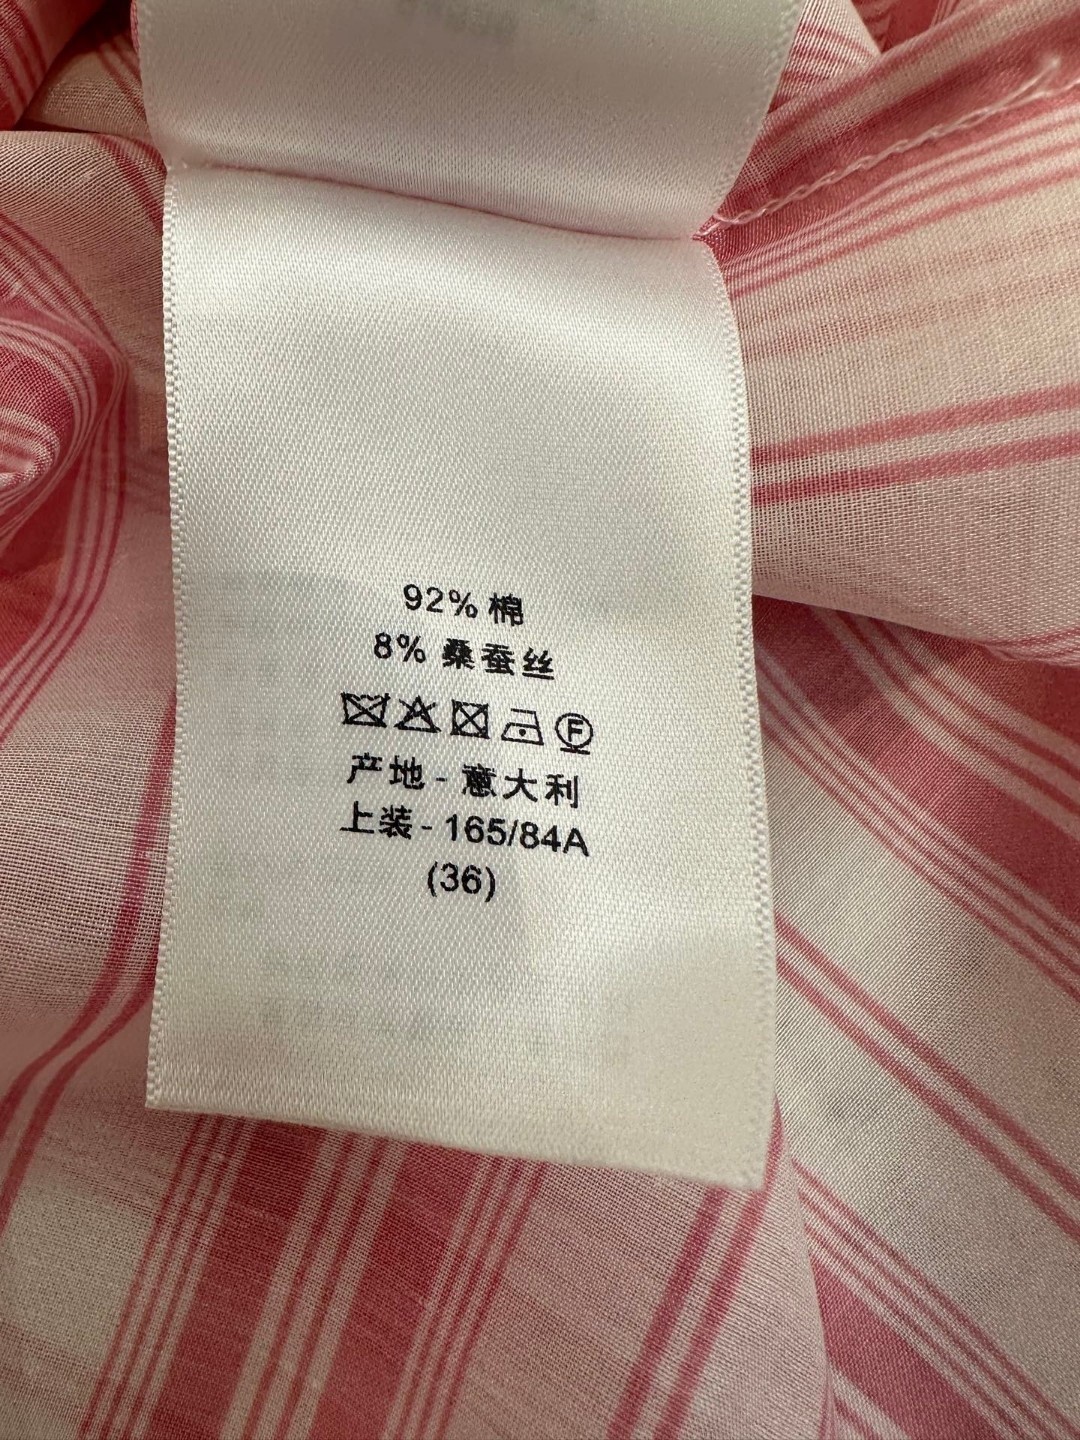 92% 棉
8% 桑蚕丝
F
产地 - 意大利
上装 - 165/84A
(36)